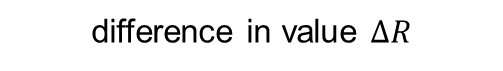 difference in value Δ𝑅